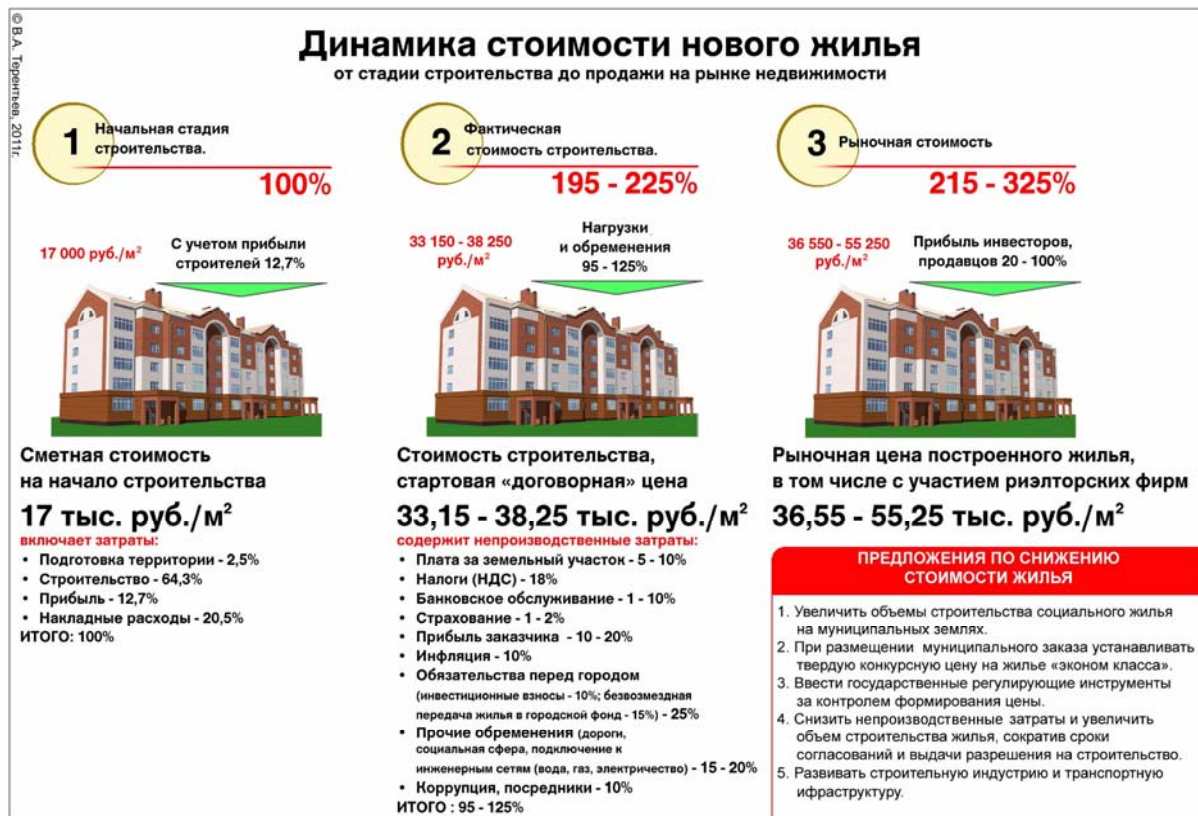 © В.А. Терентьев, 2011г.
Динамика стоимости нового жилья
от стадии строительства до продажи на рынке недвижимости
1
Начальная стадия
строительства.
100%
17 000 руб./м²
С учетом прибыли
строителей 12,7%
Сметная стоимость
на начало строительства
17 тыс. руб./м²
включает затраты:
• Подготовка территории - 2,5%
• Строительство - 64,3%
• Прибыль - 12,7%
• Накладные расходы - 20,5%
ИТОГО: 100%
2
Фактическая
стоимость строительства.
195 - 225%
33 150 - 38 250
руб./м²
Нагрузки
и обременения
95 - 125%
Стоимость строительства,
стартовая «договорная» цена
33,15 - 38,25 тыс. руб./м²
содержит непроизводственные затраты:
• Плата за земельный участок - 5 - 10%
• Налоги (НДС) - 18%
• Банковское обслуживание - 1 - 10%
• Страхование - 1 - 2%
• Прибыль заказчика - 10 - 20%
• Инфляция - 10%
• Обязательства перед городом
(инвестиционные взносы - 10%; безвозмездная
передача жилья в городской фонд - 15%) - 25%
• Прочие обременения (дороги,
социальная сфера, подключение к
инженерным сетям (вода, газ, электричество) - 15 - 20%
• Коррупция, посредники - 10%
ИТОГО : 95 - 125%
3
Рыночная стоимость
215 - 325%
36 550 - 55 250
руб./м²
Прибыль инвесторов,
продавцов 20 - 100%
Рыночная цена построенного жилья,
в том числе с участием риэлторских фирм
36,55 - 55,25 тыс. руб./м²
ПРЕДЛОЖЕНИЯ ПО СНИЖЕНИЮ
СТОИМОСТИ ЖИЛЬЯ
1. Увеличить объемы строительства социального жилья
на муниципальных землях.
2. При размещении муниципального заказа устанавливать
твердую конкурсную цену на жилье «эконом класса».
3. Ввести государственные регулирующие инструменты
за контролем формирования цены.
4. Снизить непроизводственные затраты и увеличить
объем строительства жилья, сократив сроки
согласований и выдачи разрешения на строительство.
5. Развивать строительную индустрию и транспортную
ифраструктуру.